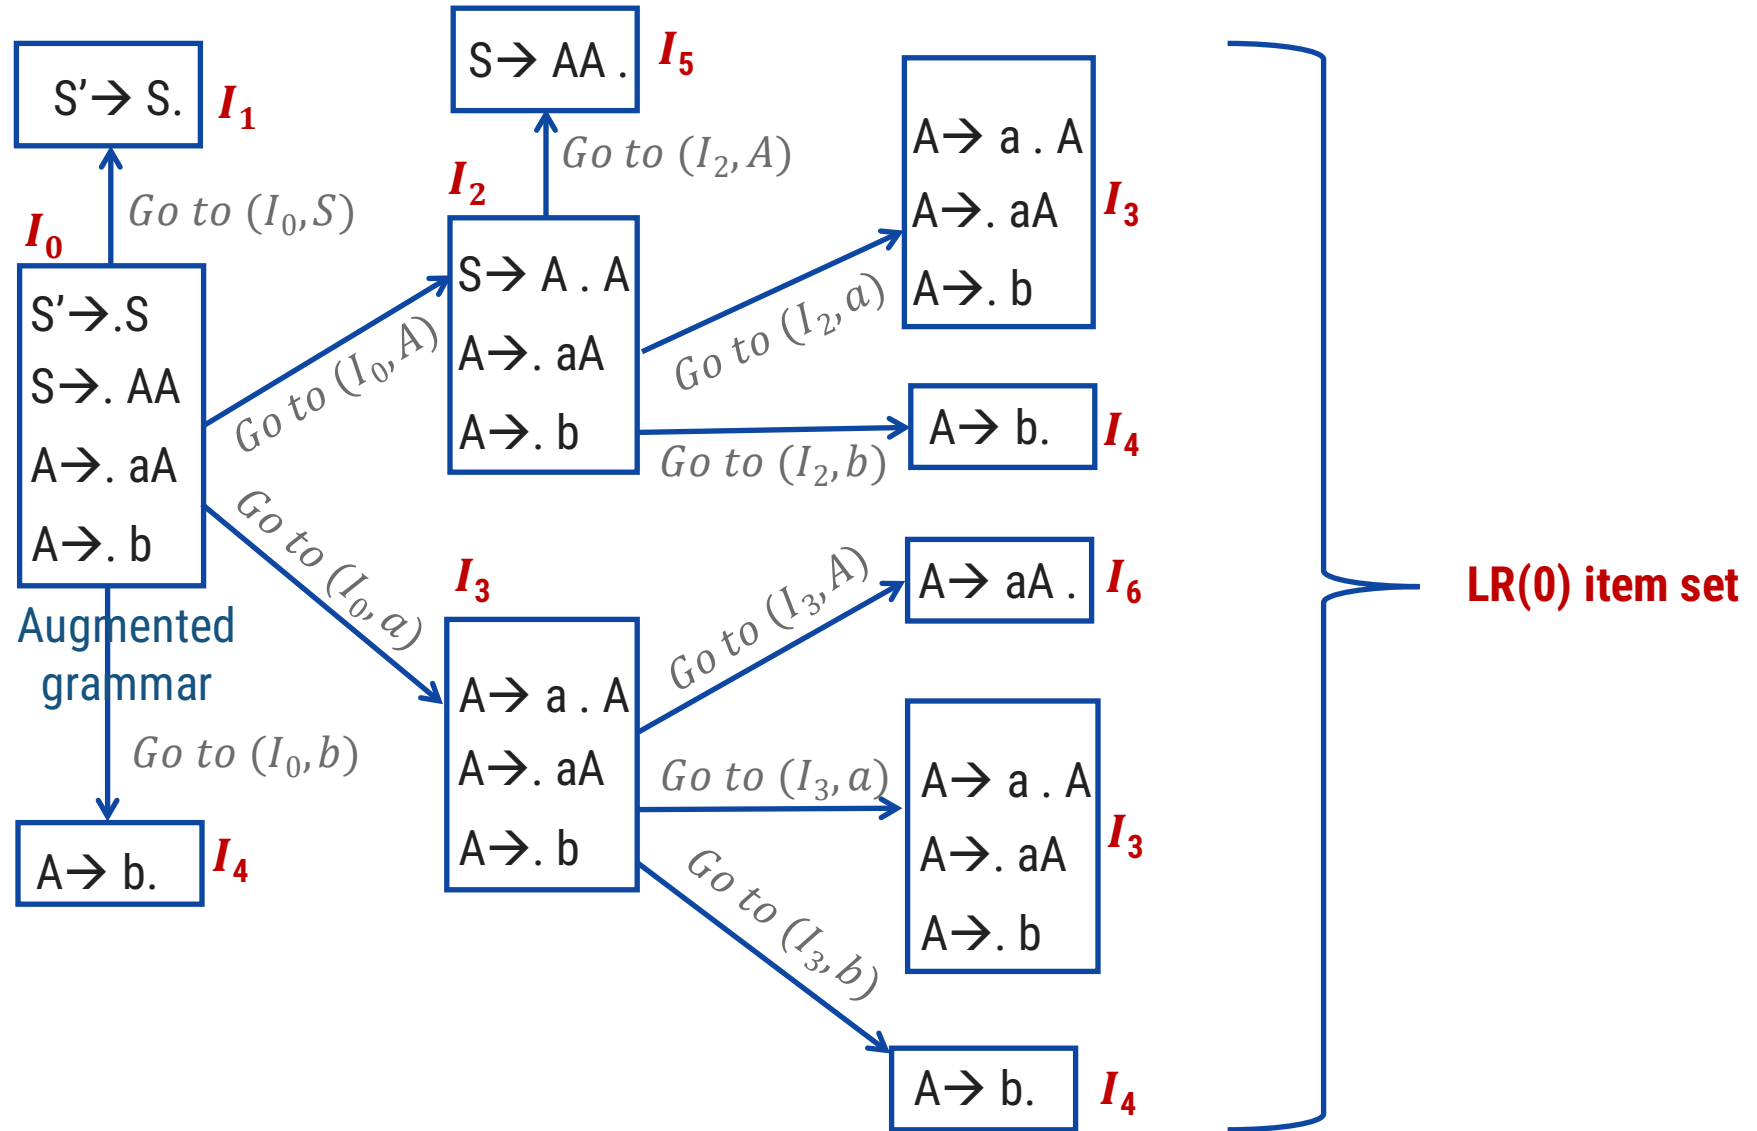 S'→ S.
I1
Go to (I0, S)
I0
S'→.S
S→. AA
A→. aA
A→. b
Augmented
grammar
Go to (I0, b)
A→ b.
I4
Go to (I0, A)
Go to (I0, a)
S→ AA .
I5
Go to (I2, A)
I2
S→ A . A
A→. aA
A→. b
Go to (I2, a)
Go to (I2, b)
A→ a . A
A→. aA
A→. b
I3
A→ b.
I4
I3
A→ a . A
A→. aA
A→. b
Go to (I3, A)
Go to (I3, a)
Go to (I3, b)
A→ aA .
I6
A→ a . A
A→. aA
A→. b
I3
A→ b.
I4
LR(0) item set